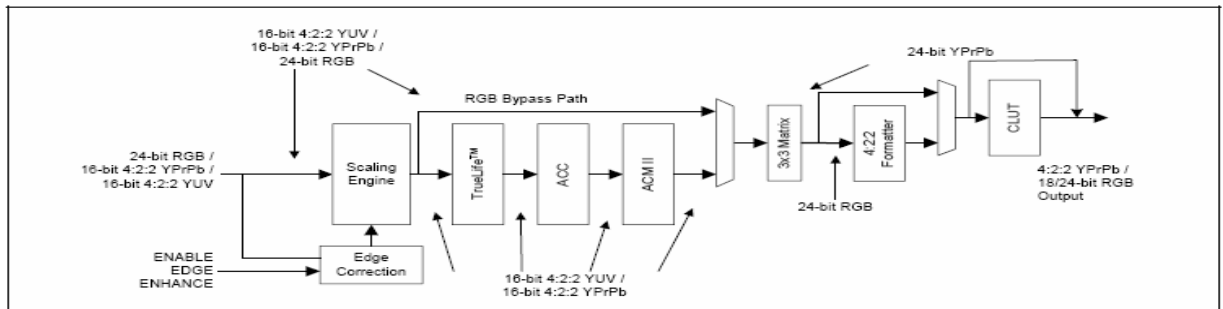 16-bit 4:2:2 YUV /
16-bit 4:2:2 YPrPb /
24-bit RGB
24-bit YPrPb
RGB Bypass Path
24-bit RGB /
16-bit 4:2:2 YPrPb /
16-bit 4:2:2 YUV
Scaling
Engine
TrueLife™
ACC
ACM II
3x3 Matrix
4:2:2
Formatter
CLUT
4:2:2 YPrPb /
18/24-bit RGB
Output
24-bit RGB
ENABLE
EDGE
ENHANCE
Edge
Correction
16-bit 4:2:2 YUV /
16-bit 4:2:2 YPrPb